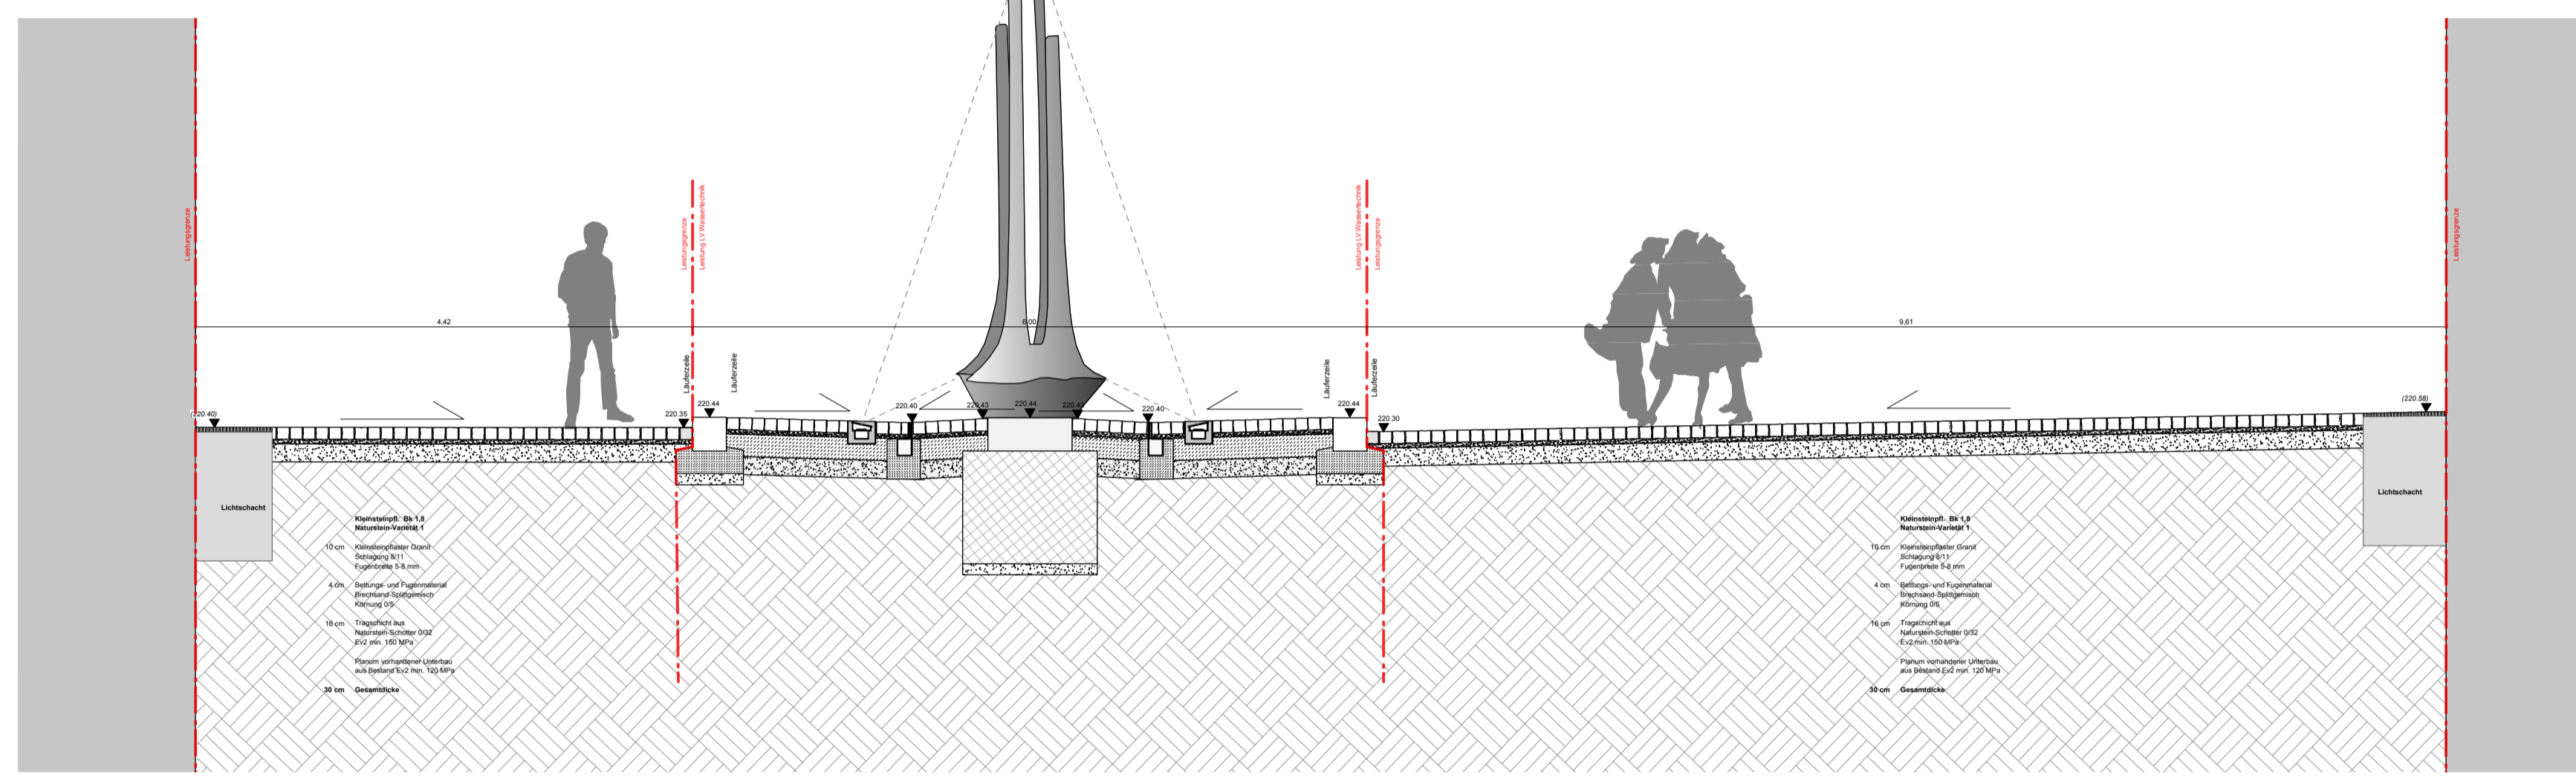 Leistungsgrenze
Leistungsgrenze
Leistung LV Wassertechnik
Leistung LV Wassertechnik
Leistungsgrenze
Leistungsgrenze
4,42
6,00
9,61
Läuferzeile
Läuferzeile
Läuferzeile
Läuferzeile
(220.40)
220.35
220.44
220.40
220.43
220.44
220.43
220.40
220.44
220.30
(220.58)
Lichtschacht
Lichtschacht
Kleinsteinpfl. Bk 1,8
Naturstein-Varietät 1
10 cm Kleinsteinpflaster Granit
Schlagung 8/11
Fugenbreite 5-8 mm
4 cm Bettungs- und Fugenmaterial
Brechsand-Splittgemisch
Körnung 0/5
16 cm Tragschicht aus
Naturstein-Schotter 0/32
Ev2 min. 150 MPa
Planum vorhandener Unterbau
aus Bestand Ev2 min. 120 MPa
30 cm Gesamtdicke
Kleinsteinpfl. Bk 1,8
Naturstein-Varietät 1
10 cm Kleinsteinpflaster Granit
Schlagung 8/11
Fugenbreite 5-8 mm
4 cm Bettungs- und Fugenmaterial
Brechsand-Splittgemisch
Körnung 0/5
16 cm Tragschicht aus
Naturstein-Schotter 0/32
Ev2 min. 150 MPa
Planum vorhandener Unterbau
aus Bestand Ev2 min. 120 MPa
30 cm Gesamtdicke